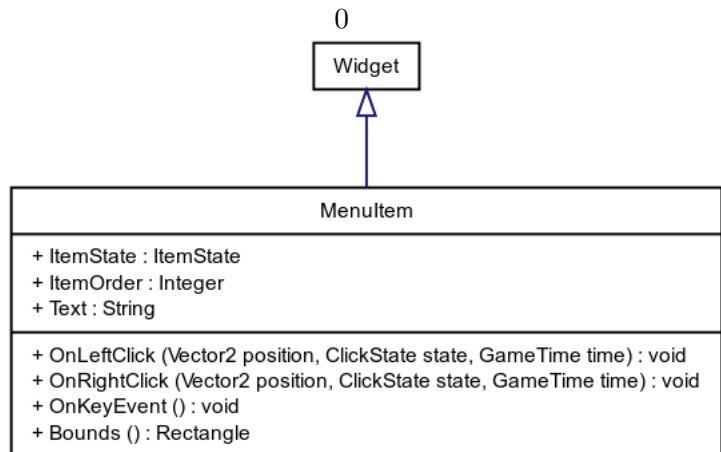 0
Widget
MenuItem
+ ItemState : ItemState
+ ItemOrder : Integer
+ Text : String
+ OnLeftClick (Vector2 position, ClickState state, GameTime time) : void
+ OnRightClick (Vector2 position, ClickState state, GameTime time) : void
+ OnKeyEvent () : void
+ Bounds () : Rectangle